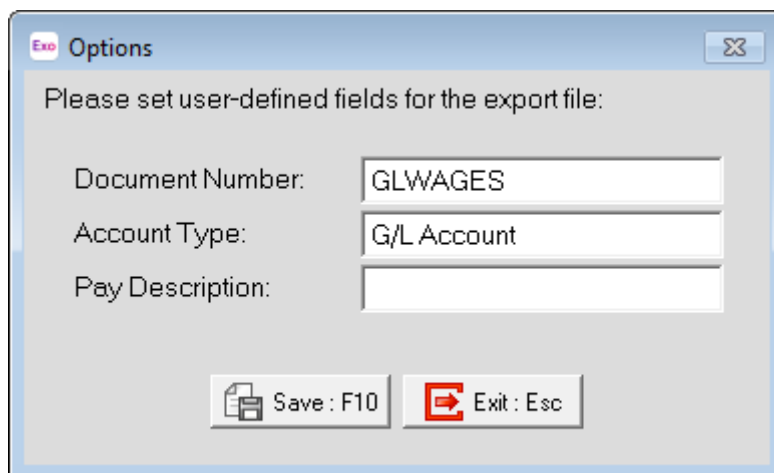 Exo Options
Please set user-defined fields for the export file:
Document Number: GLWAGES
Account Type: G/L Account
Pay Description:
Save : F10 Exit : Esc